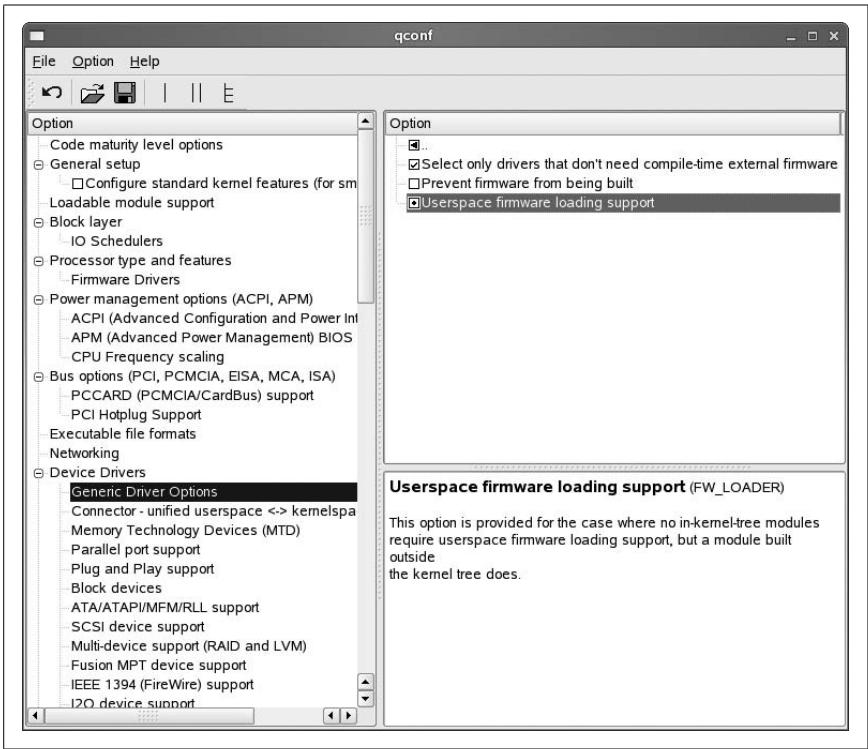 qconf
File Option Help
Option
Code maturity level options
General setup
Configure standard kernel features (for sm
Loadable module support
Block layer
IO Schedulers
Processor type and features
Firmware Drivers
Power management options (ACPI, APM)
ACPI (Advanced Configuration and Power Int
APM (Advanced Power Management) BIOS
CPU Frequency scaling
Bus options (PCI, PCMCIA, EISA, MCA, ISA)
PCCARD (PCMCIA/CardBus) support
PCI Hotplug Support
Executable file formats
Networking
Device Drivers
Generic Driver Options
Connector - unified userspace <-> kernelspa
Memory Technology Devices (MTD)
Parallel port support
Plug and Play support
Block devices
ATA/ATAPI/MFM/RLL support
SCSI device support
Multi-device support (RAID and LVM)
Fusion MPT device support
IEEE 1394 (FireWire) support
I2O device support
Option
..
Select only drivers that don't need compile-time external firmware
Prevent firmware from being built
Userspace firmware loading support
Userspace firmware loading support (FW_LOADER)
This option is provided for the case where no in-kernel-tree modules
require userspace firmware loading support, but a module built
outside
the kernel tree does.